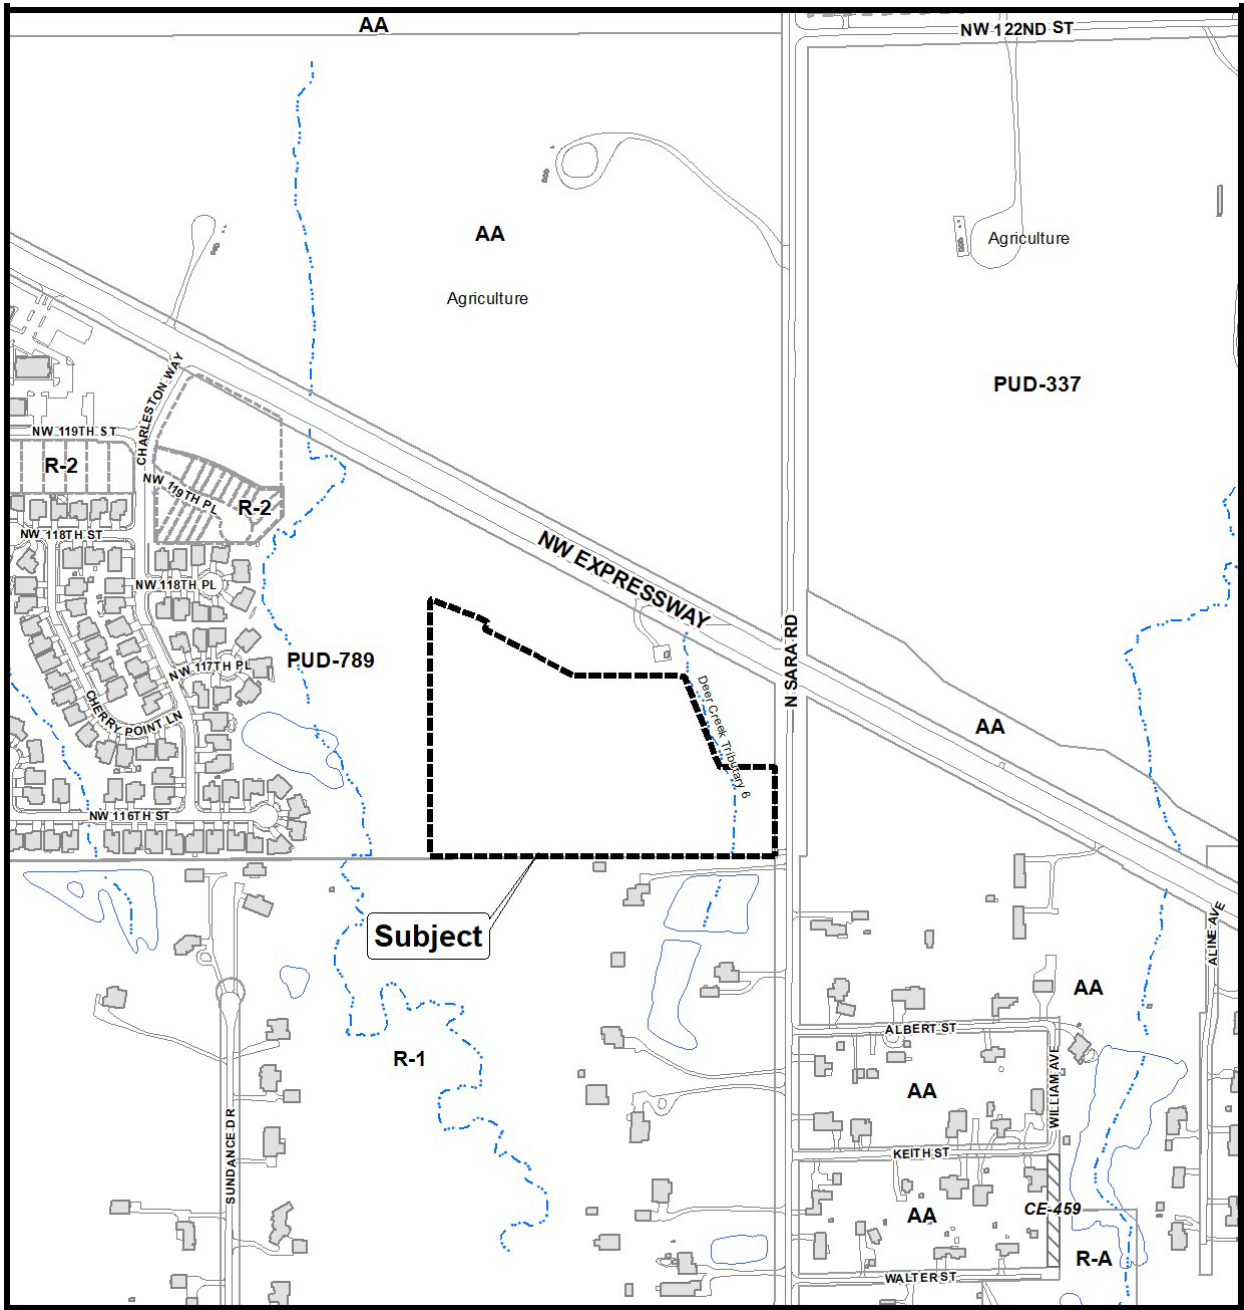 AA
NW 122ND ST
AA
Agriculture
Agriculture
PUD-337
CHARLESTON WAY
NW 119TH ST
R-2
NW 119TH PL
R-2
NW 118TH ST
NW EXPRESSWAY
NW 118TH PL
N SARA RD
PUD-789
NW 117TH PL
CHERRY POINT LN
Deer Creek Tributary 6
AA
NW 116TH ST
Subject
ALINE AVE
AA
ALBERT ST
R-1
WILLIAM AVE
AA
SUNDANCE DR
KEITH ST
AA
CE-459
R-A
WALTER ST